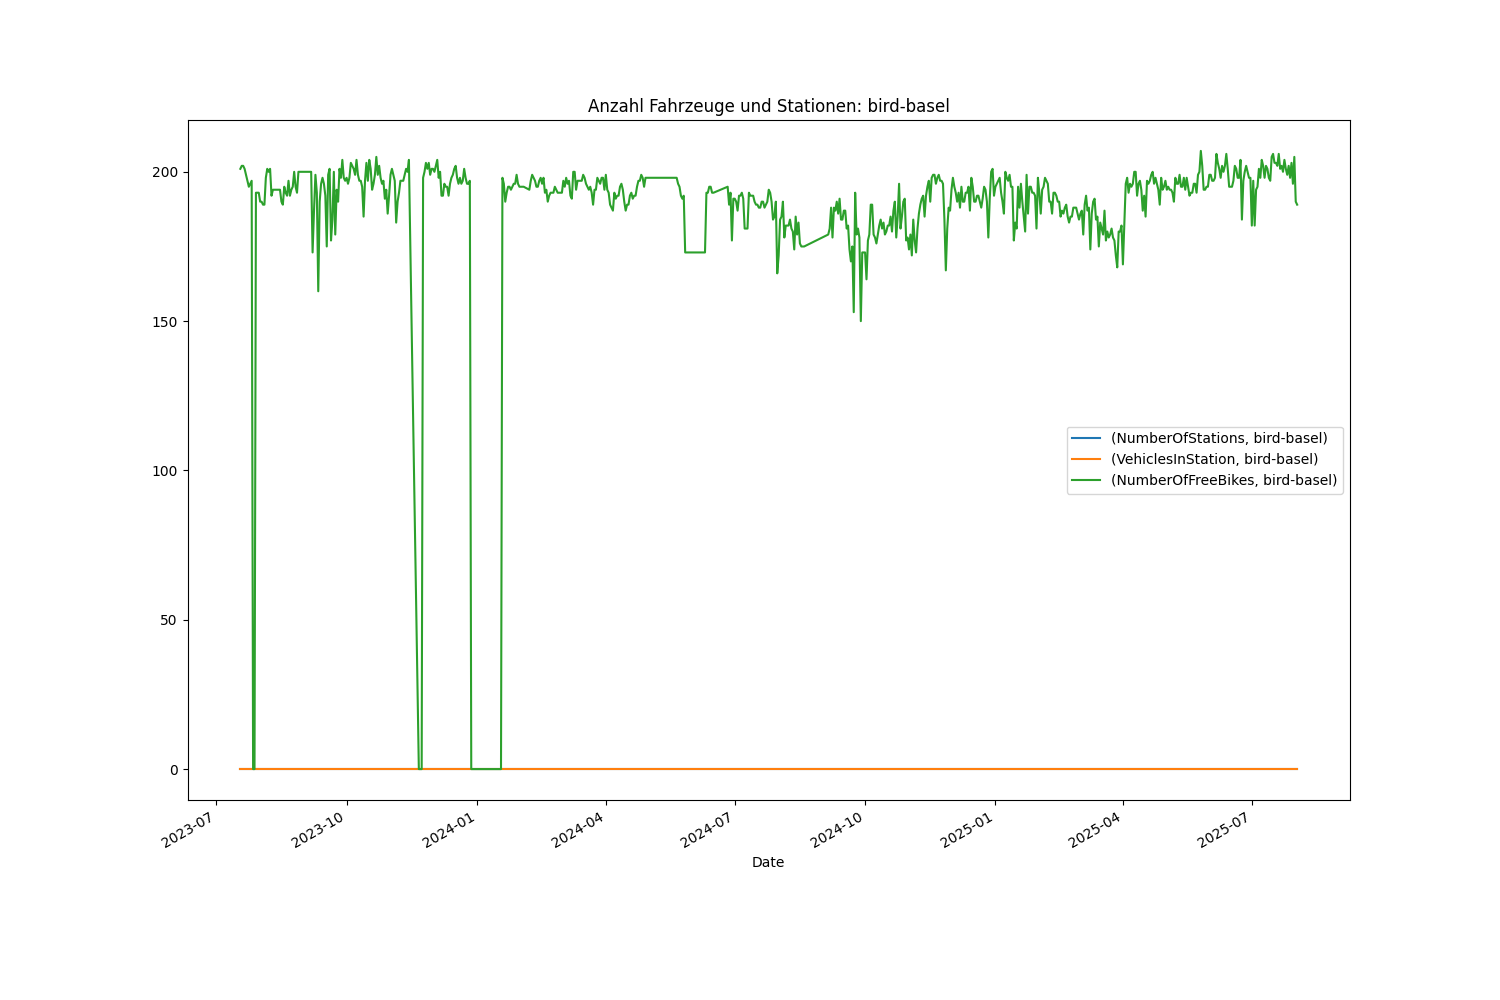 Anzahl Fahrzeuge und Stationen: bird-basel
200
150
100
50
0
(NumberOfStations, bird-basel)
(VehiclesInStation, bird-basel)
(NumberOfFreeBikes, bird-basel)
2023-07
2023-10
2024-01
2024-04
2024-07
2024-10
2025-01
2025-04
2025-07
Date